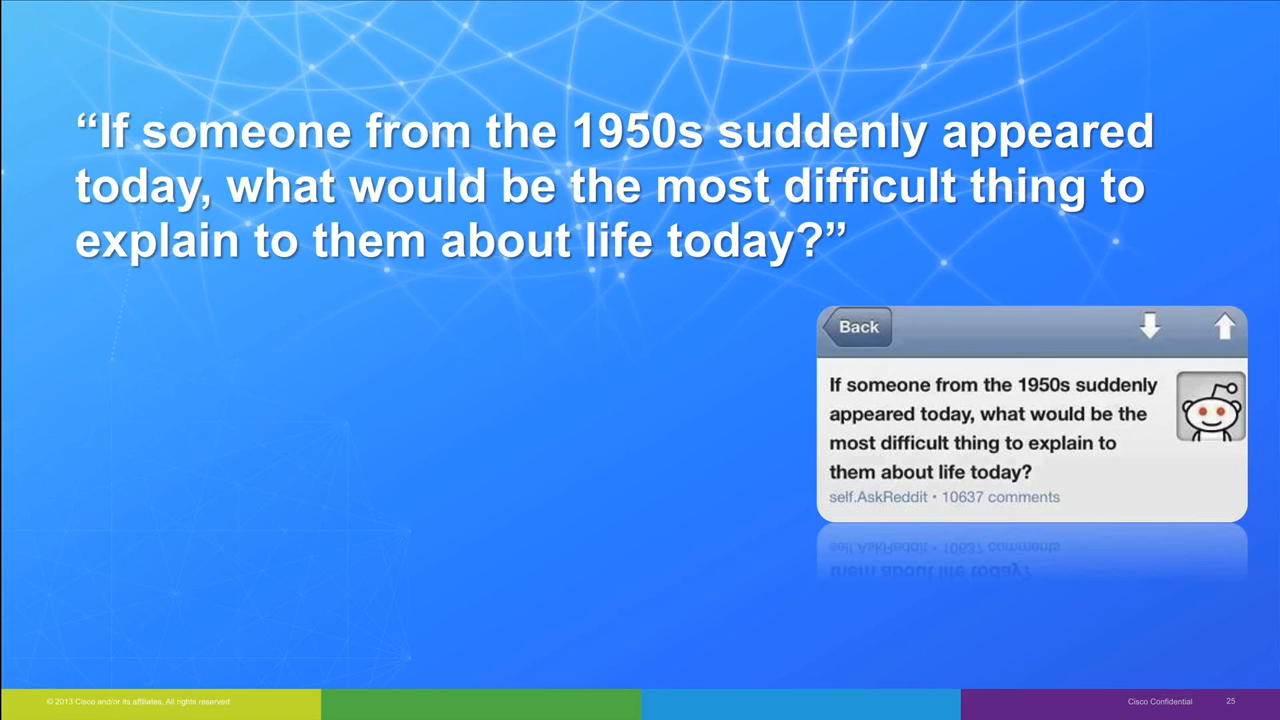 “If someone from the 1950s suddenly appeared
today, what would be the most difficult thing to
explain to them about life today?”
Back
If someone from the 1950s suddenly
appeared today, what would be the
most difficult thing to explain to
them about life today?
self.AskReddit • 10637 comments
© 2013 Cisco and/or its affiliates. All rights reserved
Cisco Confidential
25